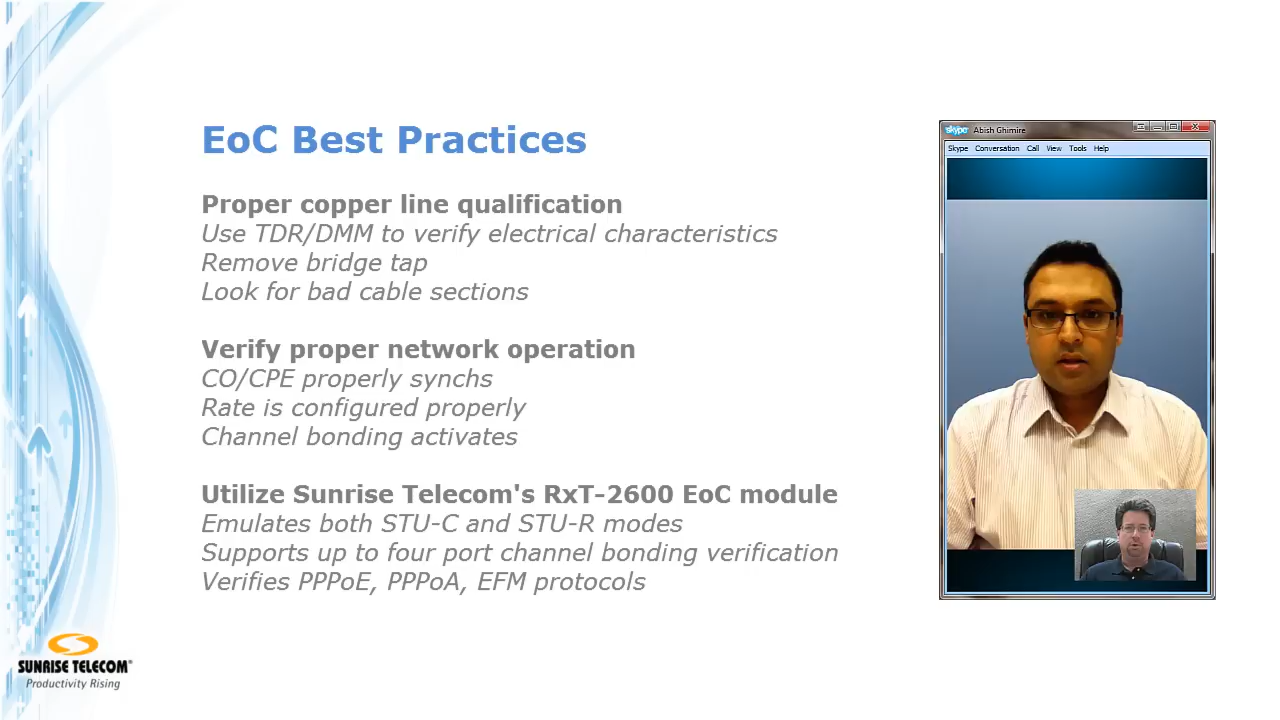 EoC Best Practices
Proper copper line qualification
Use TDR/DMM to verify electrical characteristics
Remove bridge tap
Look for bad cable sections
Verify proper network operation
CO/CPE properly synchs
Rate is configured properly
Channel bonding activates
Utilize Sunrise Telecom's RxT-2600 EoC module
Emulates both STU-C and STU-R modes
Supports up to four port channel bonding verification
Verifies PPPoE, PPPoA, EFM protocols
skype Abish Ghimire
Skype Conversation Call View Tools Help
SUNRISE TELECOM®
Productivity Rising